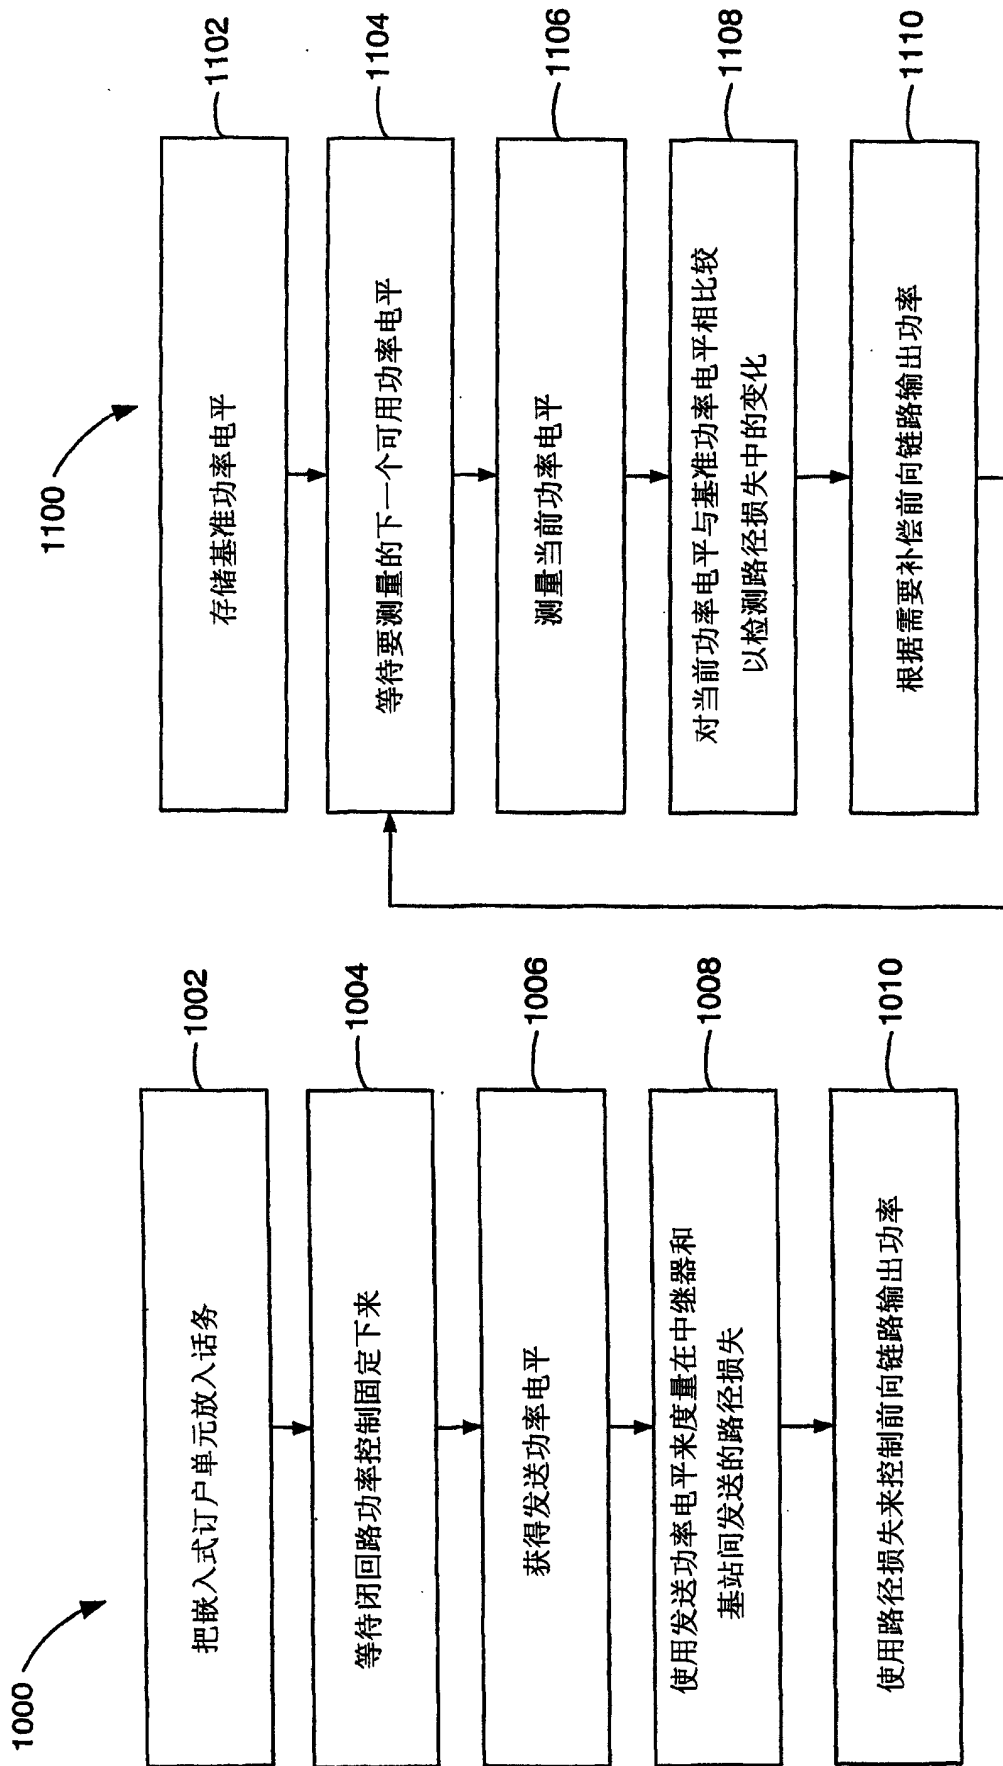 1000
把嵌入式订户单元放入话务
1002
等待闭回路功率控制固定下来
1004
获得发送功率电平
1006
使用发送功率电平来度量在中继器和
基站间发送的路径损失
1008
使用路径损失来控制前向链路输出功率
1010
1100
存储基准功率电平
1102
等待要测量的下一个可用功率电平
1104
测量当前功率电平
1106
对当前功率电平与基准功率电平相比较
以检测路径损失中的变化
1108
根据需要补偿前向链路输出功率
1110